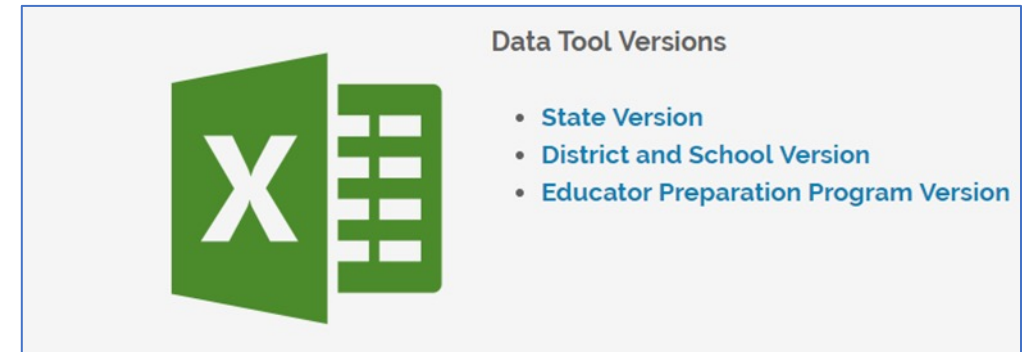 X
Data Tool Versions
State Version
District and School Version
Educator Preparation Program Version